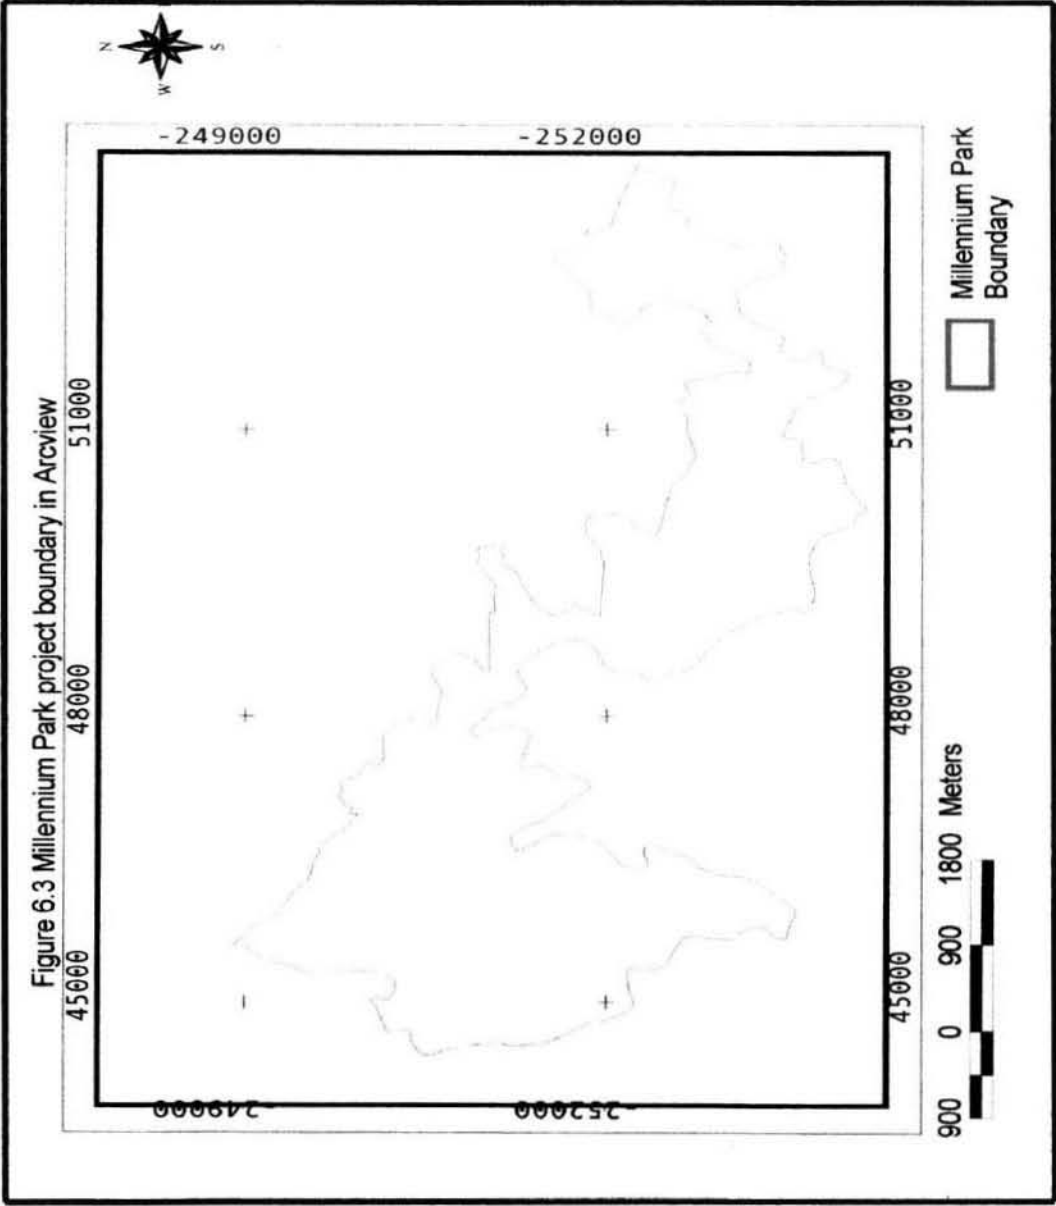 Figure 6.3 Millennium Park project boundary in Arcview
45000 48000 51000
-249000
-252000
-249000
-252000
45000 48000 51000
N
W
S
900 0 900 1800 Meters
Millennium Park
Boundary